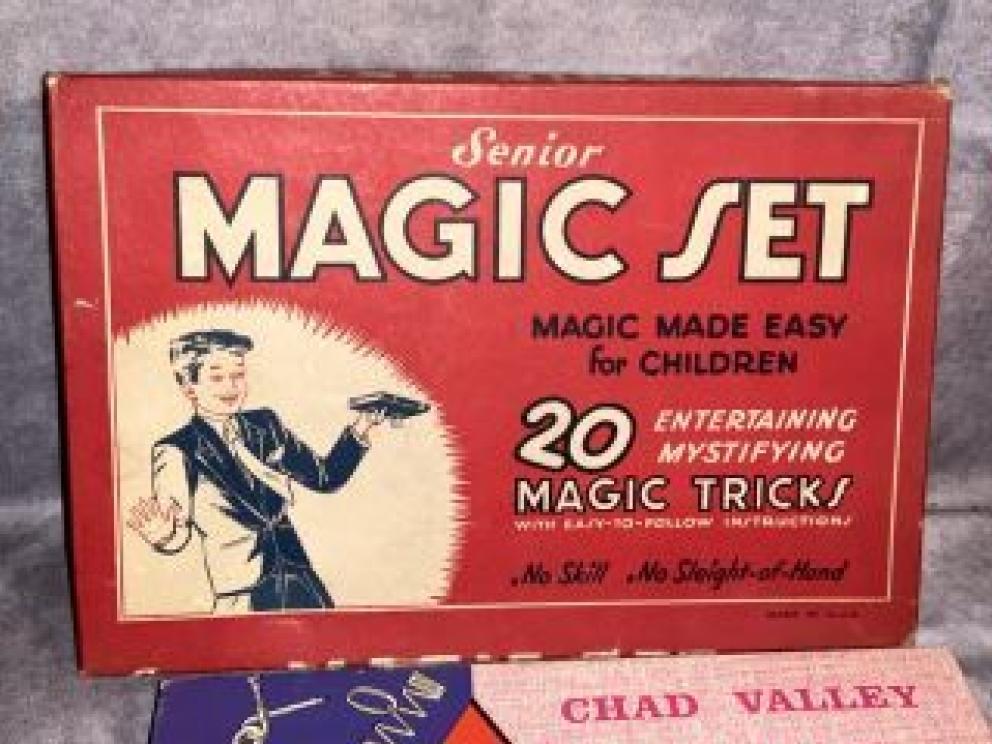 Senior
MAGIC SET
MAGIC MADE EASY
for CHILDREN
20 ENTERTAINING
MYSTIFYING
MAGIC TRICKS
WITH EASY-TO-FOLLOW INSTRUCTIONS
• No Skill • No Sleight-of-Hand
CHAD VALLEY